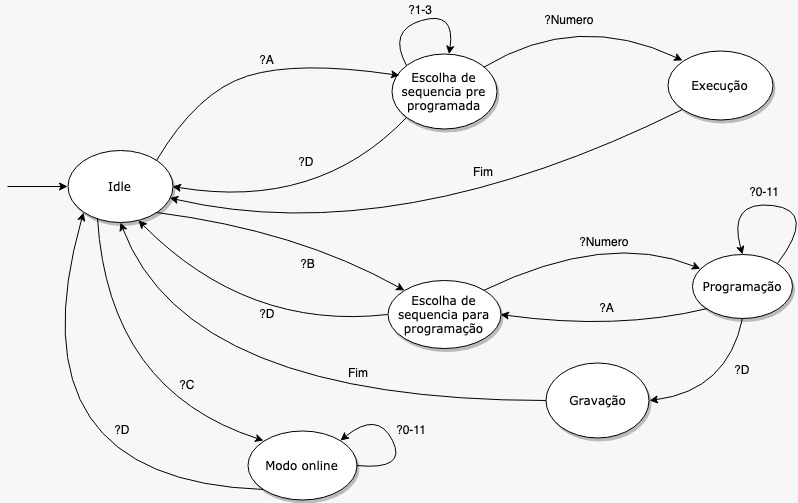 ?1-3
?Numero
?A
Escolha de
sequencia pre
programada
Execução
?D
Fim
Idle
?0-11
?B
?Numero
Programação
Escolha de
sequencia para
programação
?D
?A
Fim
?D
?C
Gravação
?D
?0-11
Modo online